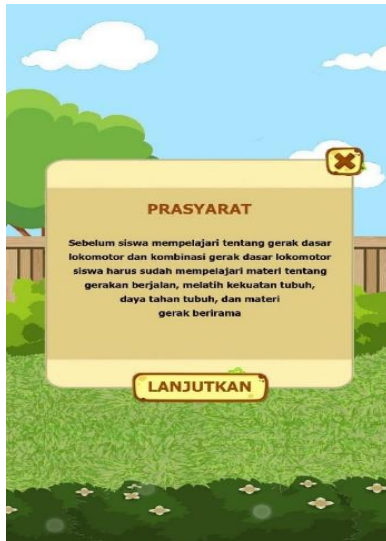 PRASYARAT
Sebelum siswa mempelajari tentang gerak dasar
lokomotor dan kombinasi gerak dasar lokomotor
siswa harus sudah mempelajari materi tentang
gerakan berjalan, melatih kekuatan tubuh,
daya tahan tubuh, dan materi
gerak berirama
LANJUTKAN